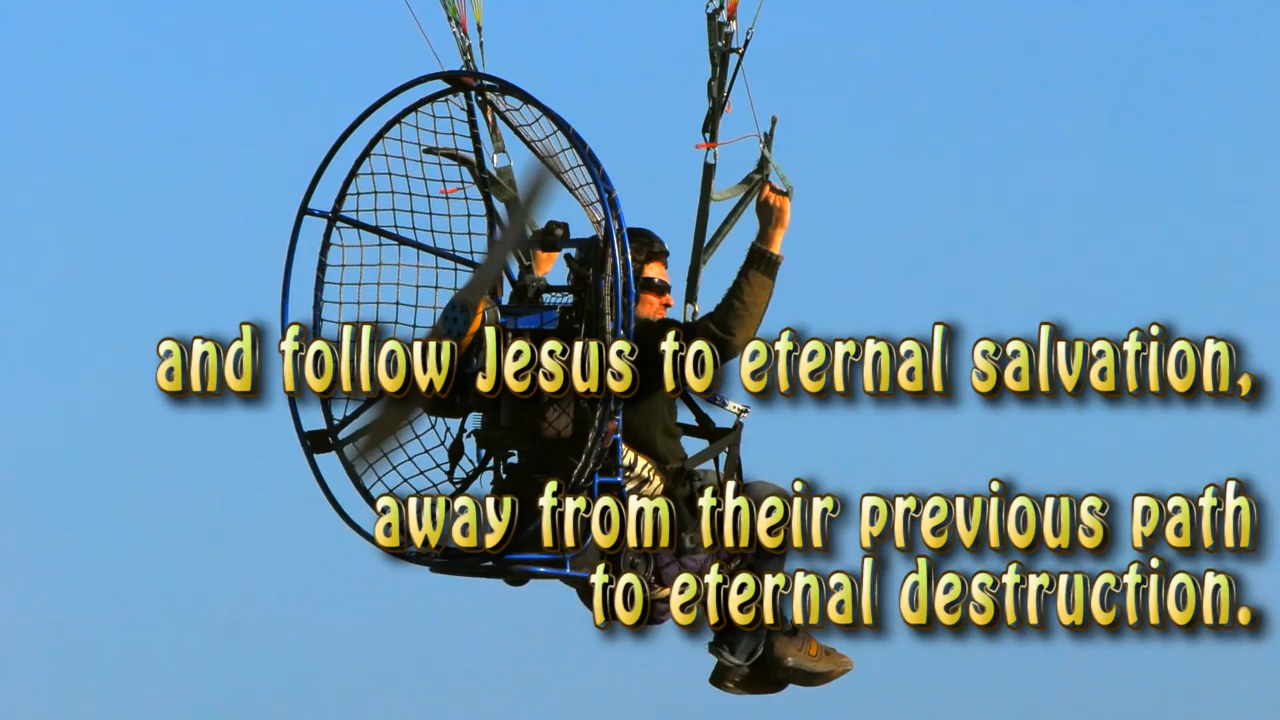 and follow Jesus to eternal salvation,
away from their previous path
to eternal destruction.